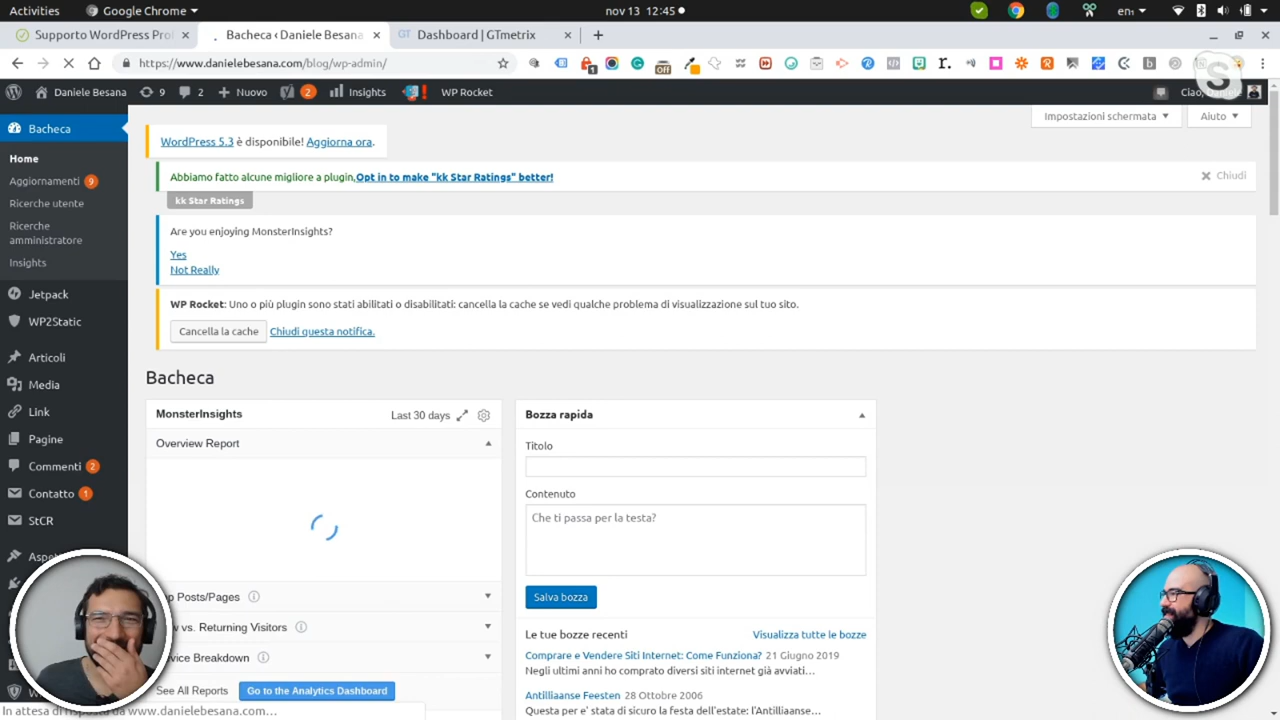 Activities
Google Chrome
nov 13 12:45
en
Supporto WordPress Prof
Bacheca ‹ Daniele Besana
GT Dashboard | GTmetrix
https://www.danielebesana.com/blog/wp-admin/
Daniele Besana
9
2
Nuovo
2
Insights
WP Rocket
Ciao, Daniele
Bacheca
Home
Aggiornamenti 9
Ricerche utente
Ricerche
amministratore
Insights
Jetpack
WP2Static
Articoli
Media
Link
Pagine
Commenti 2
Contatto 1
StCR
Impostazioni schermata
Aiuto
WordPress 5.3 è disponibile! Aggiorna ora.
Abbiamo fatto alcune migliore a plugin,Opt in to make "kk Star Ratings" better!
Chiudi
kk Star Ratings
Are you enjoying MonsterInsights?
Yes
Not Really
WP Rocket: Uno o più plugin sono stati abilitati o disabilitati: cancella la cache se vedi qualche problema di visualizzazione sul tuo sito.
Cancella la cache
Chiudi questa notifica.
Bacheca
MonsterInsights
Last 30 days
Overview Report
p Posts/Pages
w vs. Returning Visitors
vice Breakdown
See All Reports
Go to the Analytics Dashboard
Bozza rapida
Titolo
Contenuto
Che ti passa per la testa?
Salva bozza
Le tue bozze recenti
Visualizza tutte le bozze
Comprare e Vendere Siti Internet: Come Funziona? 21 Giugno 2019
Negli ultimi anni ho comprato diversi siti internet già avviati…
Antilliaanse Feesten 28 Ottobre 2006
Questa per e' stata di sicuro la festa dell'estate: l'Antilliaanse…
In attesa di risposta da www.danielebesana.com…